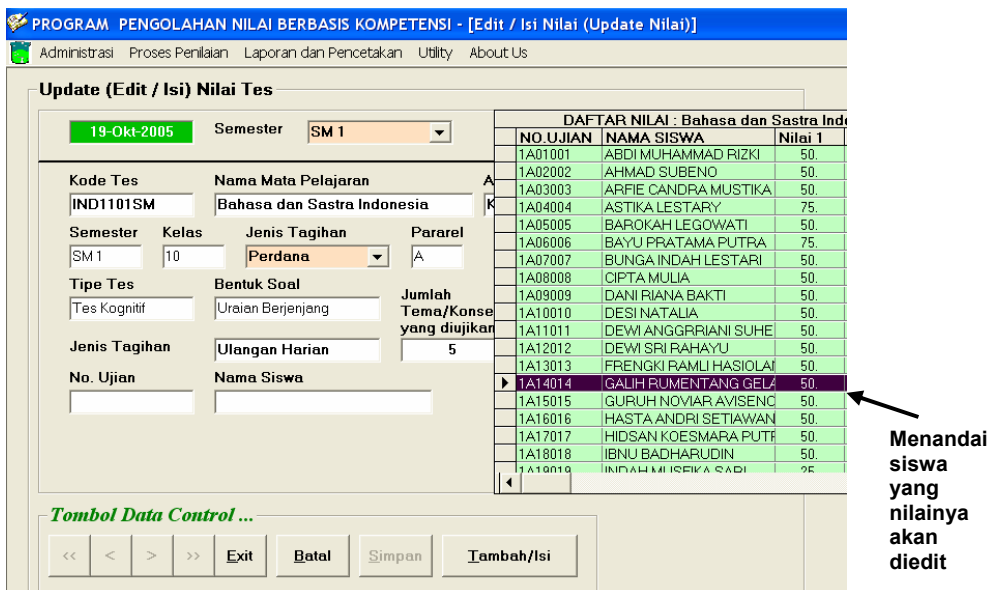 PROGRAM PENGOLAHAN NILAI BERBASIS KOMPETENSI - [Edit / Isi Nilai (Update Nilai)]
Administrasi Proses Penilaian Laporan dan Pencetakan Utility About Us
Update (Edit / Isi) Nilai Tes
19-Okt-2005 Semester SM 1
Kode Tes Nama Mata Pelajaran A
IND1101SM Bahasa dan Sastra Indonesia K
Semester Kelas Jenis Tagihan Pararel
SM 1 10 Perdana A
Tipe Tes Bentuk Soal
Tes Kognitif Uraian Berjenjang
Jumlah
Tema/Konse
yang diujikan
5
Jenis Tagihan Ulangan Harian
No. Ujian Nama Siswa
DAFTAR NILAI : Bahasa dan Sastra Indo
NO.UJIAN NAMA SISWA Nilai 1
1A01001 ABDI MUHAMMAD RIZKI 50.
1A02002 AHMAD SUBENO 50.
1A03003 ARFIE CANDRA MUSTIKA 50.
1A04004 ASTIKA LESTARY 75.
1A05005 BAROKAH LEGOWATI 50.
1A06006 BAYU PRATAMA PUTRA 75.
1A07007 BUNGA INDAH LESTARI 50.
1A08008 CIPTA MULIA 50.
1A09009 DANI RIANA BAKTI 50.
1A10010 DESI NATALIA 50.
1A11011 DEWI ANGGRRIANI SUHE 50.
1A12012 DEWI SRI RAHAYU 50.
1A13013 FRENGKI RAMLI HASIOLAN 50.
1A14014 GALIH RUMENTANG GELA 50.
1A15015 GURUH NOVIAR AVISENO 50.
1A16016 HASTA ANDRI SETIAWAN 50.
1A17017 HIDSAN KOESMARA PUTR 50.
1A18018 IBNU BADHARUDIN 50.
1A19019 INDAH MUSFIKA SARI 25
Tombol Data Control ...
<< < > >> Exit Batal Simpan Tambah/Isi
Menandai
siswa
yang
nilainya
akan
diedit